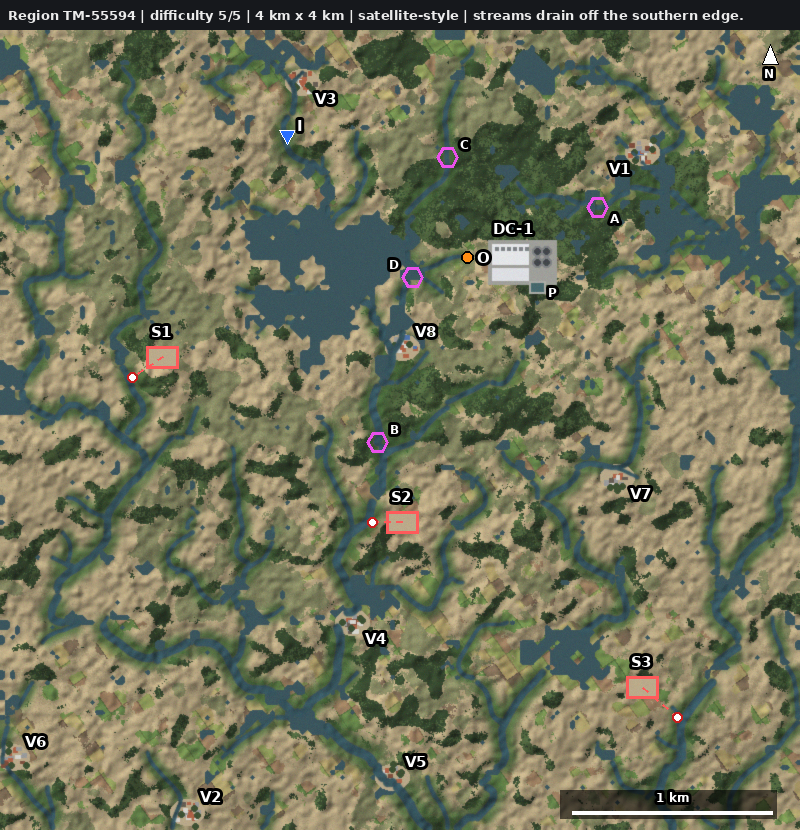 Region TM-55594 | difficulty 5/5 | 4 km x 4 km | satellite-style | streams drain off the southern edge.
N
V3
I
C
V1
A
DC-1
D
O
P
S1
V8
B
S2
V7
V4
S3
V6
V5
V2
1 km